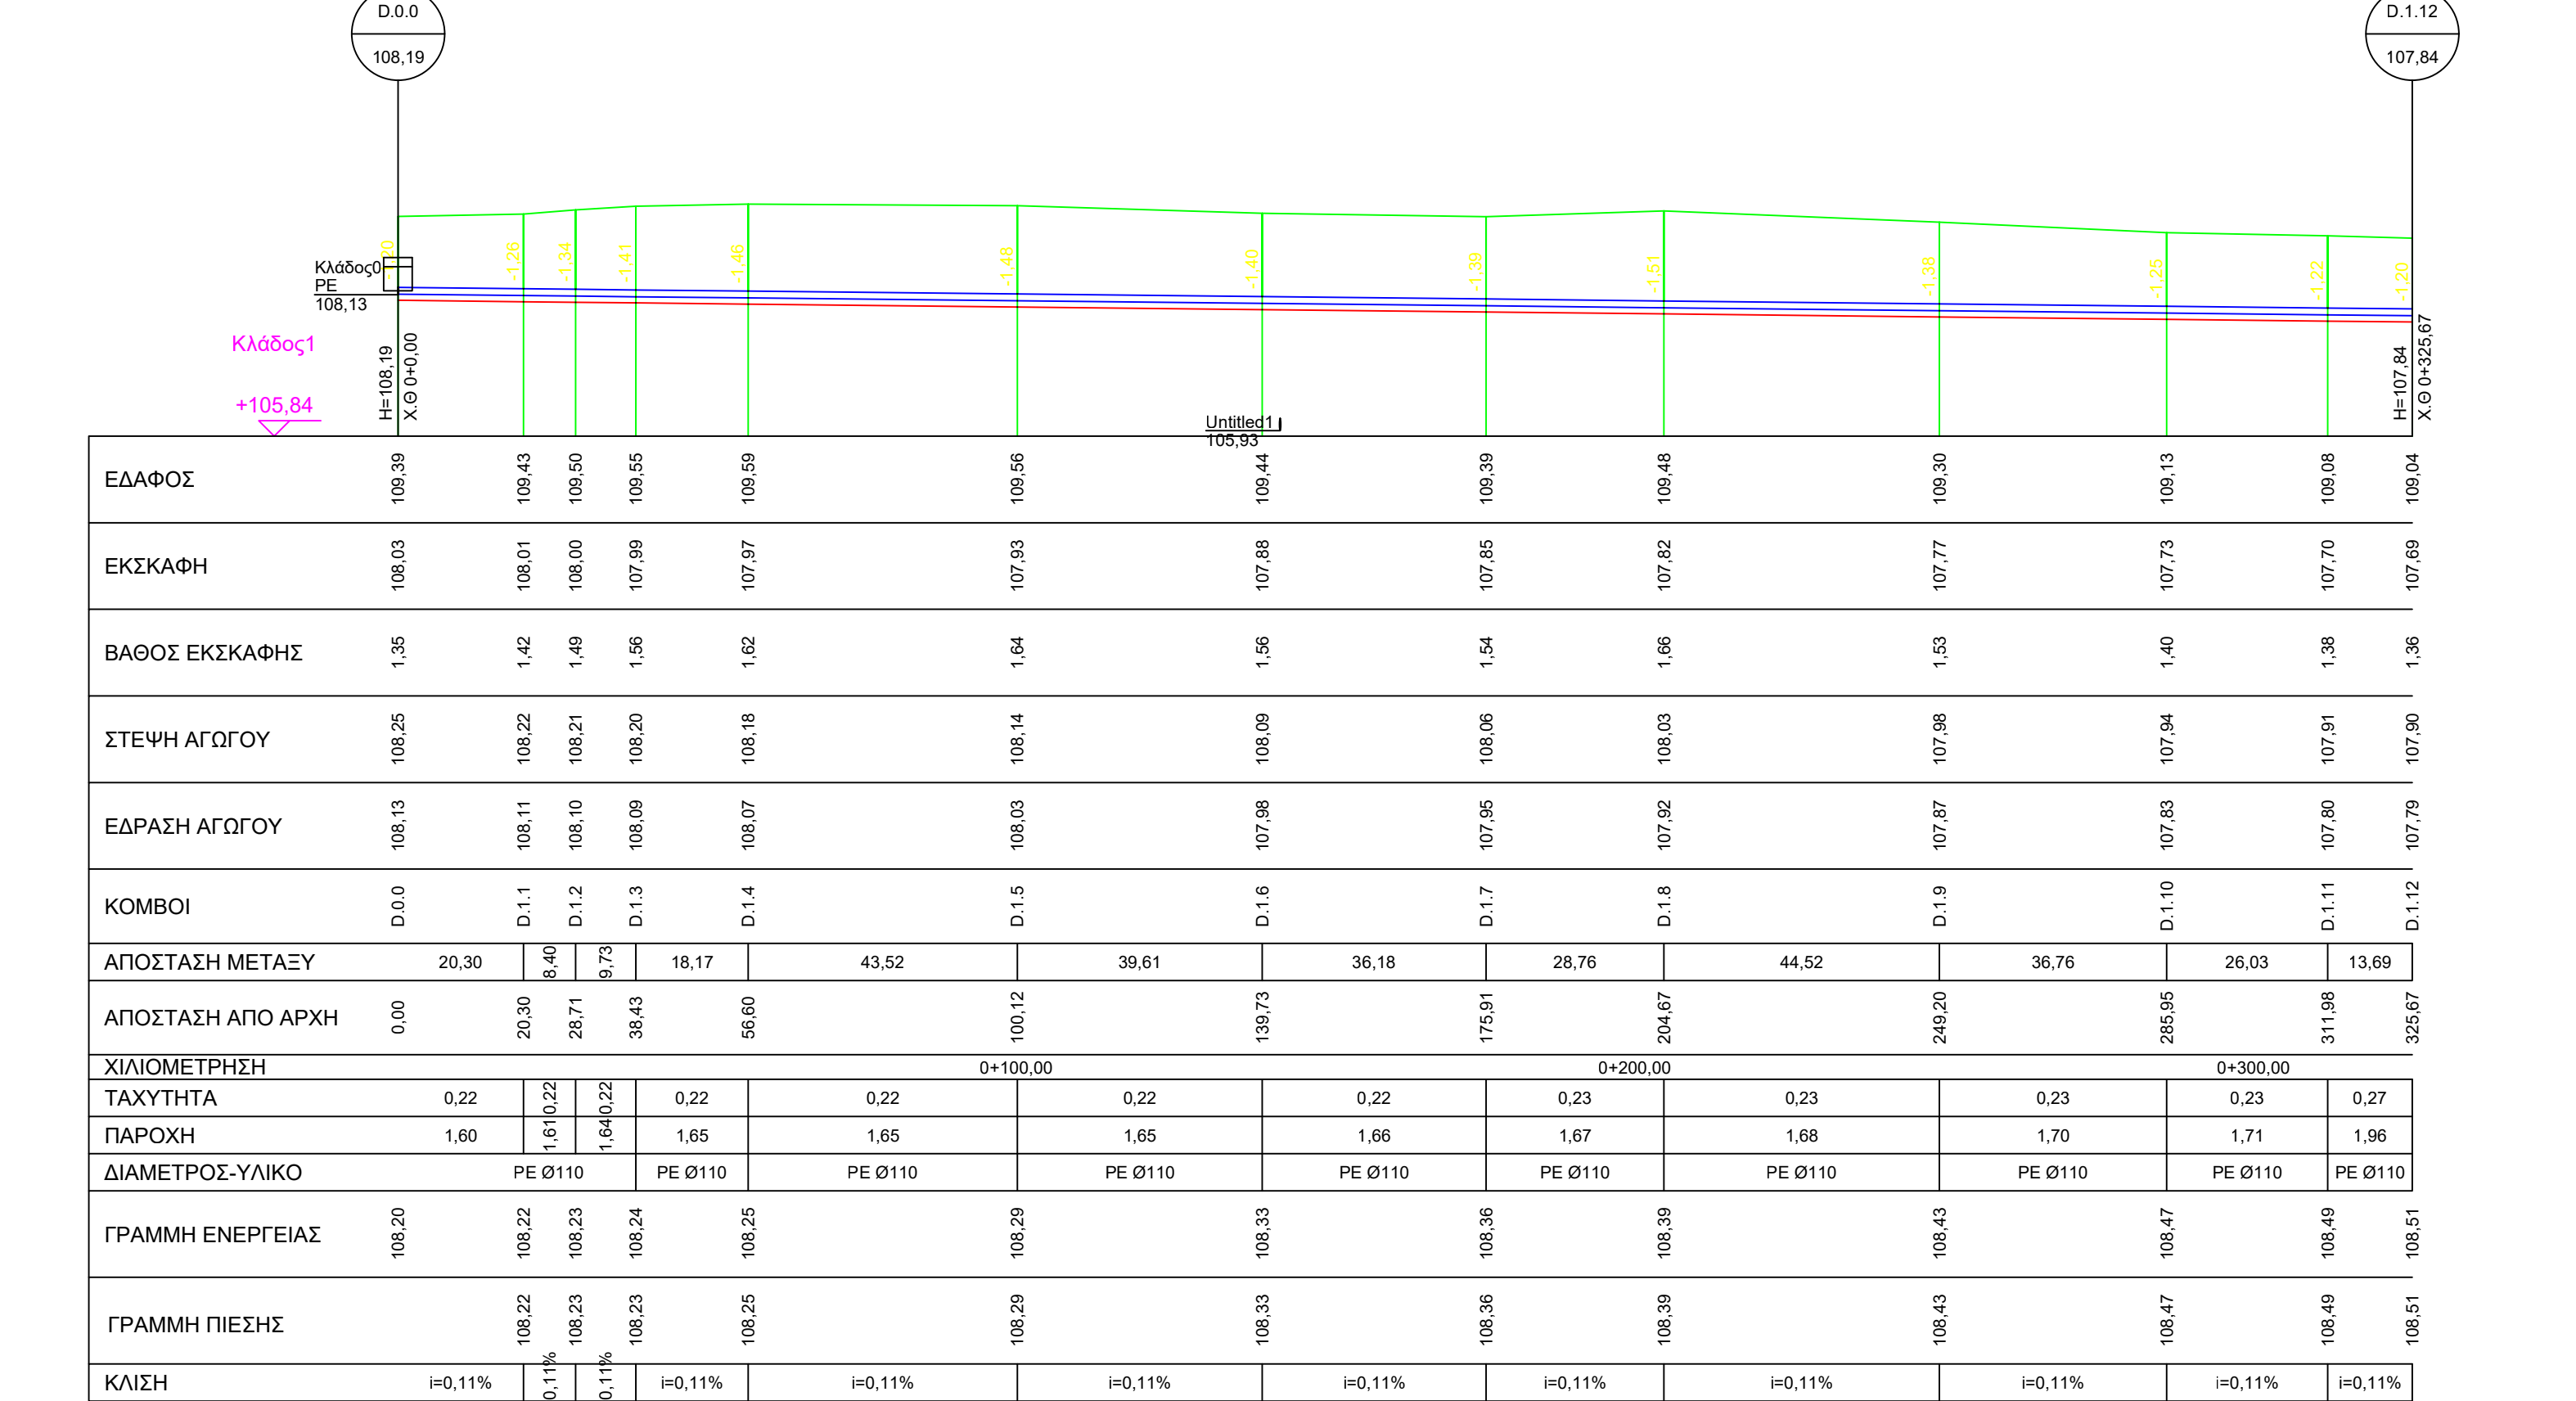 D.0.0
108,19
D.1.12
107,84
-1,20 -1,26 -1,34 -1,41 -1,46 -1,48 -1,40 -1,39 -1,51 -1,38 -1,25 -1,22 -1,20
Κλάδος0
PE
108,13
Κλάδος1
+105,84
H=108,19
Χ.Θ 0+0,00
Untitled1
105,93
H=107,84
Χ.Θ 0+325,67
ΕΔΑΦΟΣ 109,39 109,43 109,50 109,55 109,59 109,56 109,44 109,39 109,48 109,30 109,13 109,08 109,04
ΕΚΣΚΑΦΗ 108,03 108,01 108,00 107,99 107,97 107,93 107,88 107,85 107,82 107,77 107,73 107,70 107,69
ΒΑΘΟΣ ΕΚΣΚΑΦΗΣ 1,35 1,42 1,49 1,56 1,62 1,64 1,56 1,54 1,66 1,53 1,40 1,38 1,36
ΣΤΕΨΗ ΑΓΩΓΟΥ 108,25 108,22 108,21 108,20 108,18 108,14 108,09 108,06 108,03 107,98 107,94 107,91 107,90
ΕΔΡΑΣΗ ΑΓΩΓΟΥ 108,13 108,11 108,10 108,09 108,07 108,03 107,98 107,95 107,92 107,87 107,83 107,80 107,79
ΚΟΜΒΟΙ D.0.0 D.1.1 D.1.2 D.1.3 D.1.4 D.1.5 D.1.6 D.1.7 D.1.8 D.1.9 D.1.10 D.1.11 D.1.12
ΑΠΟΣΤΑΣΗ ΜΕΤΑΞΥ 20,30 8,40 9,73 18,17 43,52 39,61 36,18 28,76 44,52 36,76 26,03 13,69
ΑΠΟΣΤΑΣΗ ΑΠΟ ΑΡΧΗ 0,00 20,30 28,71 38,43 56,60 100,12 139,73 175,91 204,67 249,20 285,95 311,98 325,67
ΧΙΛΙΟΜΕΤΡΗΣΗ 0+100,00 0+200,00 0+300,00
ΤΑΧΥΤΗΤΑ 0,22 0,22 0,22 0,22 0,22 0,22 0,22 0,23 0,23 0,23 0,23 0,27
ΠΑΡΟΧΗ 1,60 1,61 1,64 1,65 1,65 1,65 1,66 1,67 1,68 1,70 1,71 1,96
ΔΙΑΜΕΤΡΟΣ-ΥΛΙΚΟ PE Ø110 PE Ø110 PE Ø110 PE Ø110 PE Ø110 PE Ø110 PE Ø110 PE Ø110 PE Ø110 PE Ø110
ΓΡΑΜΜΗ ΕΝΕΡΓΕΙΑΣ 108,20 108,22 108,23 108,24 108,25 108,29 108,33 108,36 108,39 108,43 108,47 108,49 108,51
ΓΡΑΜΜΗ ΠΙΕΣΗΣ 108,22 108,23 108,23 108,25 108,29 108,33 108,36 108,39 108,43 108,47 108,49 108,51
ΚΛΙΣΗ i=0,11% 0,11% 0,11% i=0,11% i=0,11% i=0,11% i=0,11% i=0,11% i=0,11% i=0,11% i=0,11% i=0,11%